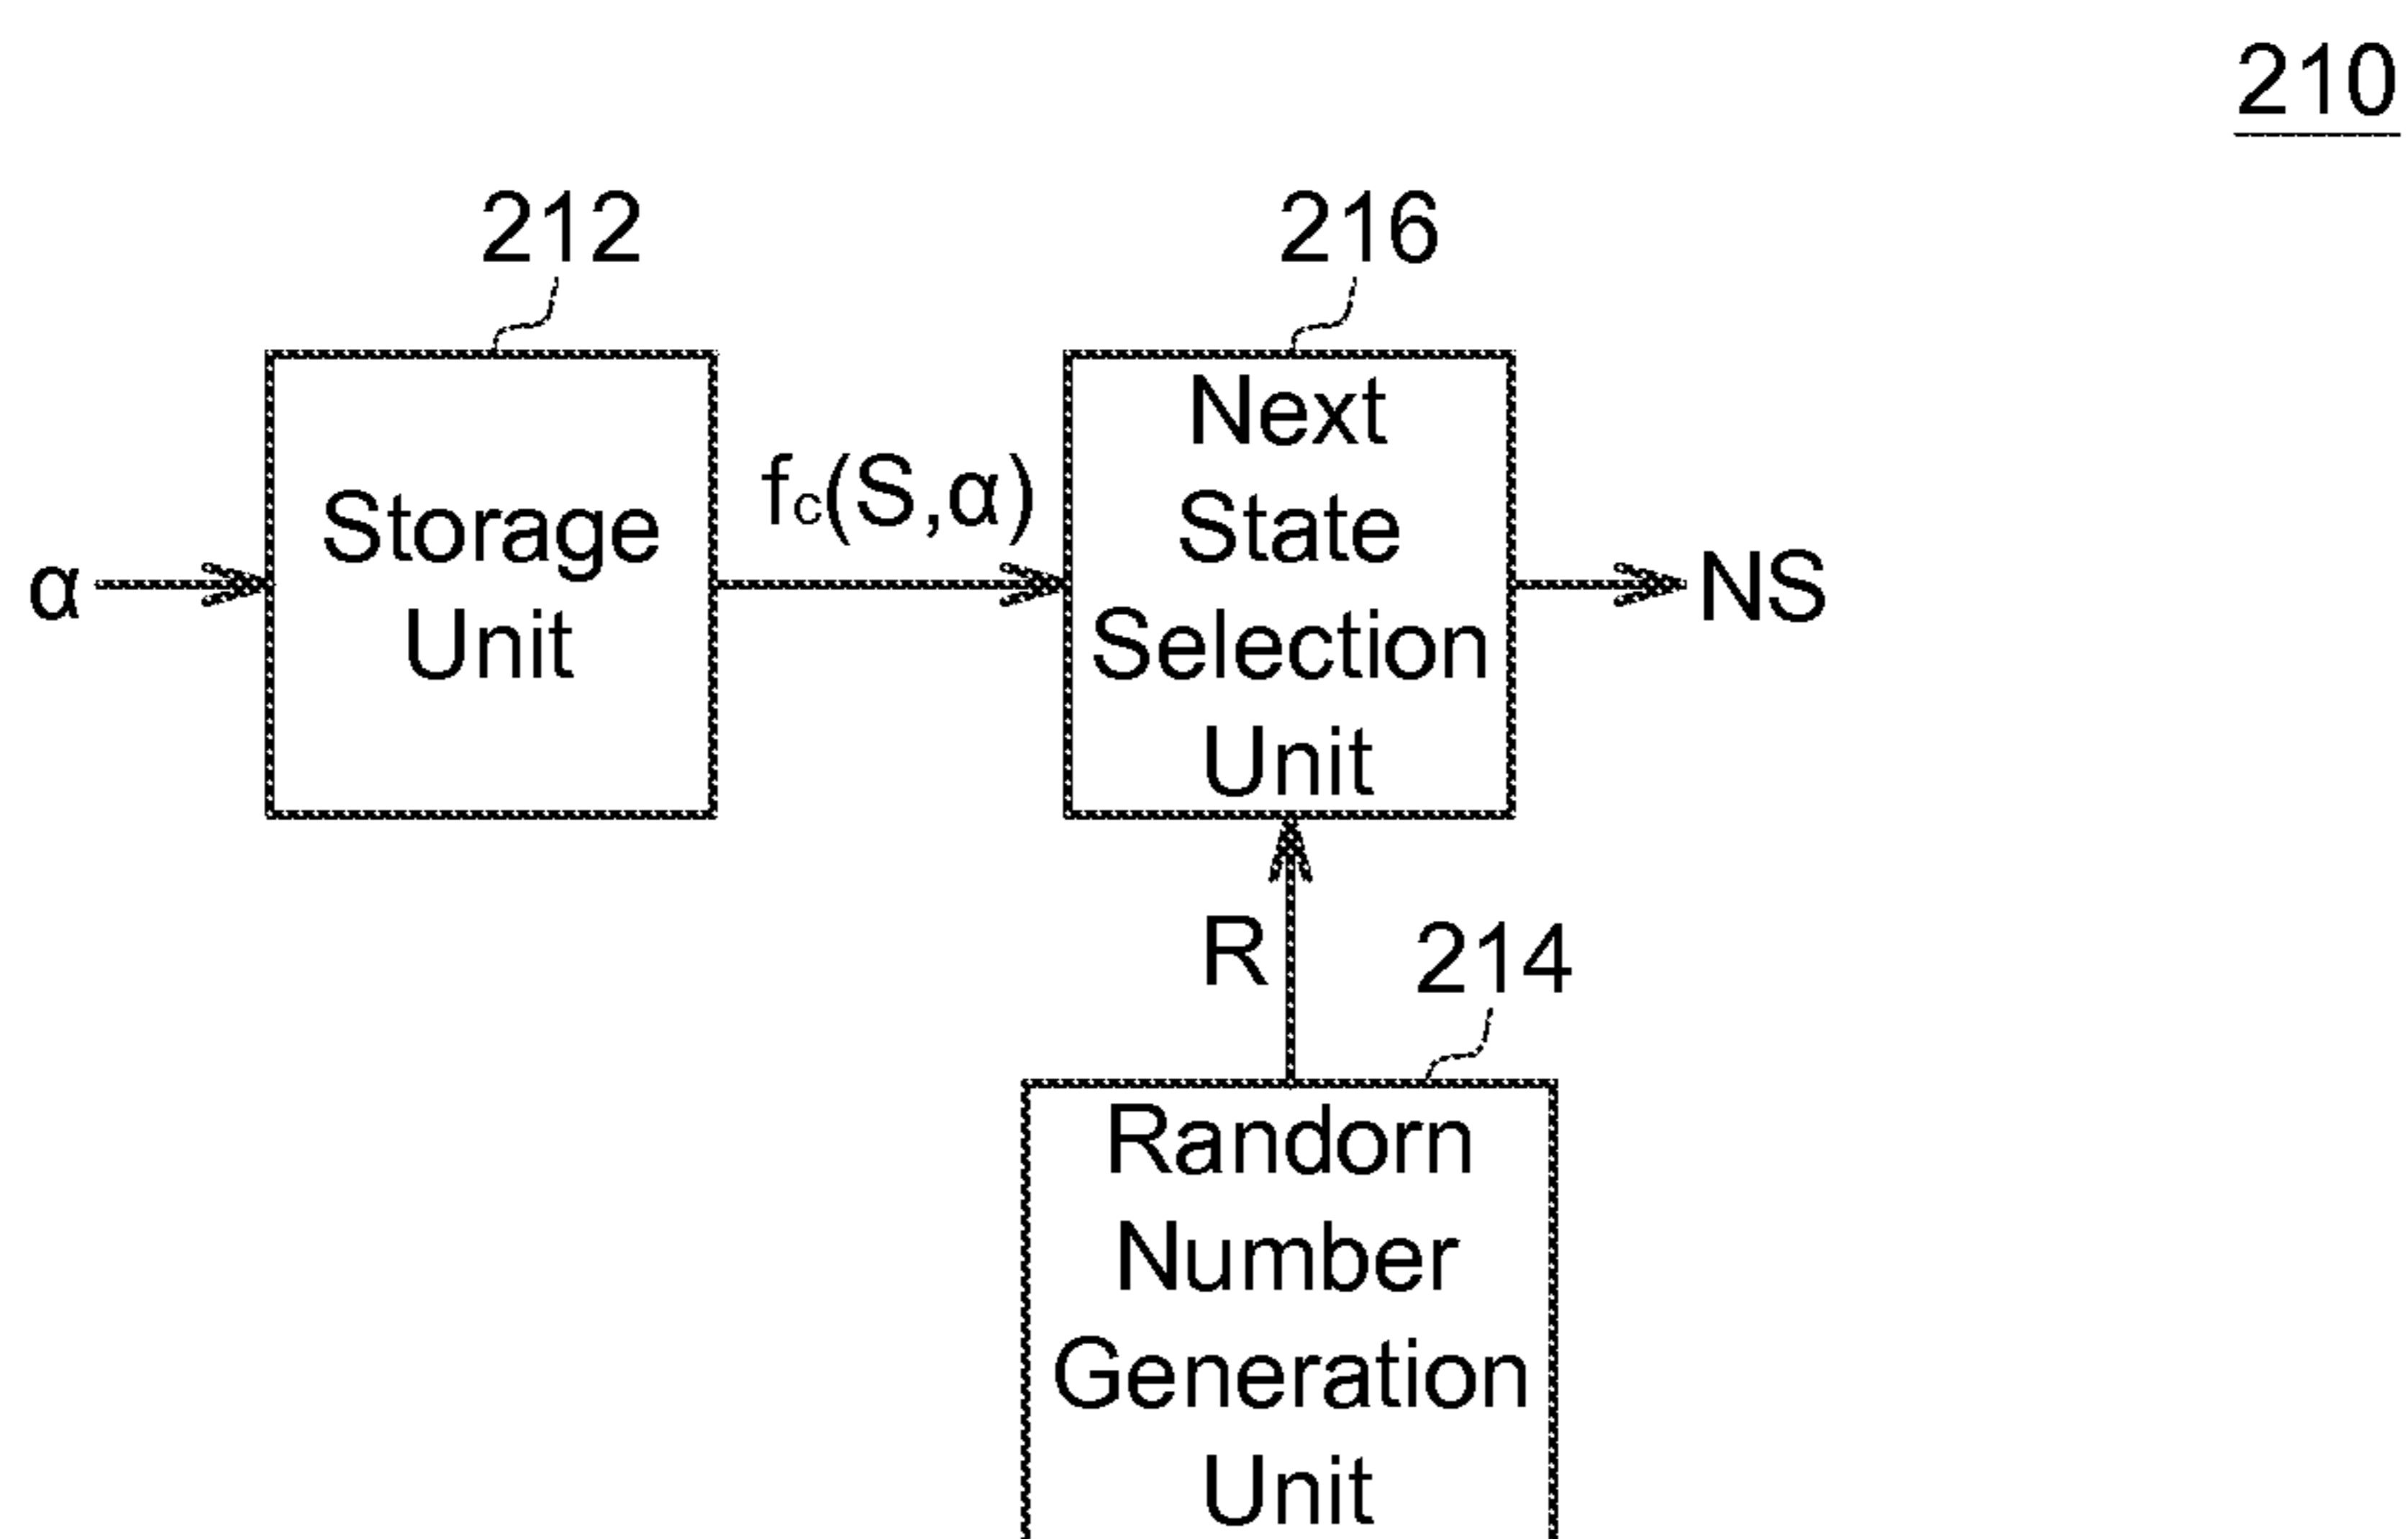 210
212
216
Storage
Unit
Next
State
Selection
Unit
α
fc(S,α)
NS
R
214
Randorn
Number
Generation
Unit